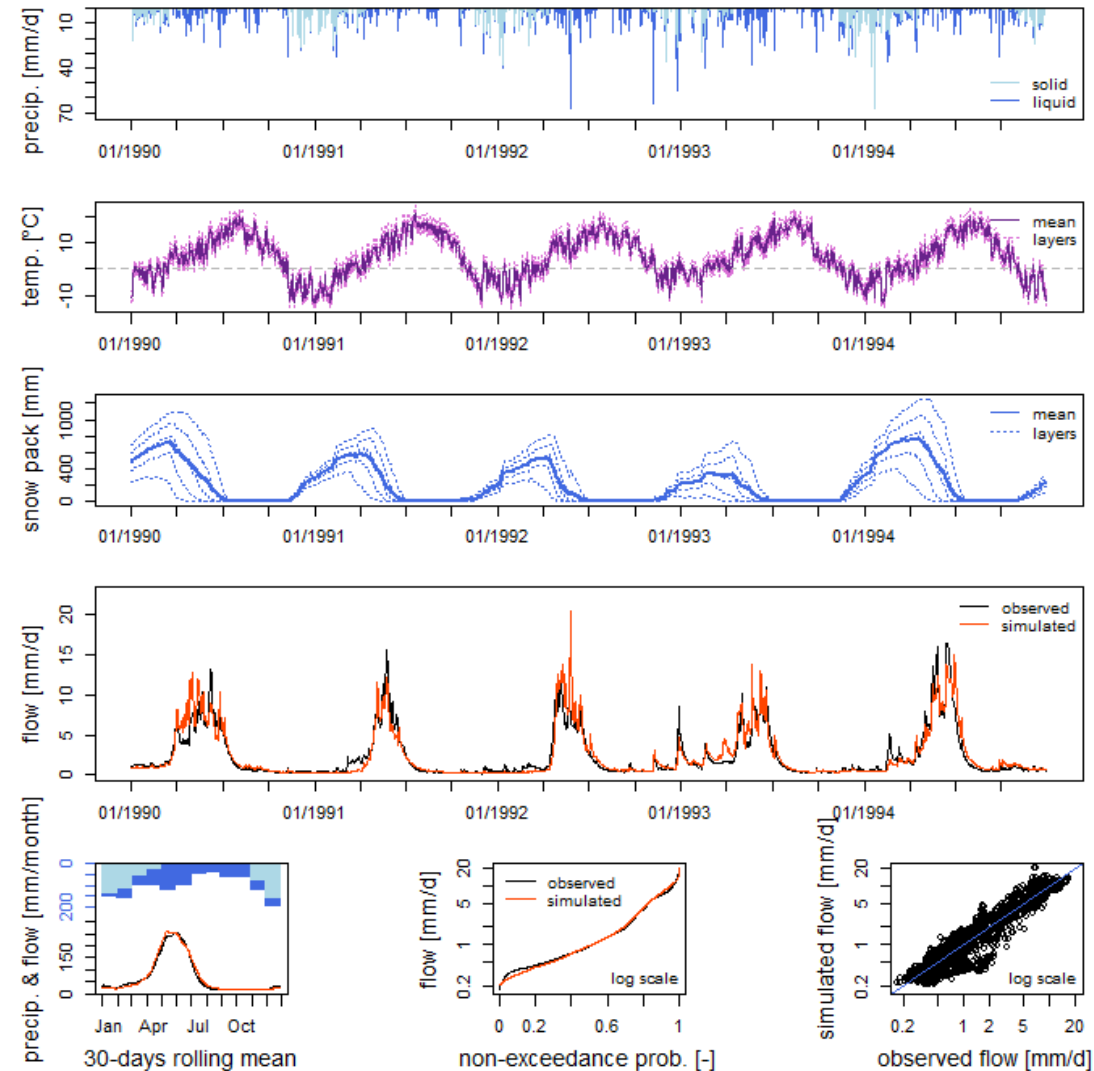 precip. [mm/d]
10
40
70
solid
liquid
01/1990 01/1991 01/1992 01/1993 01/1994
temp. [ºC]
10
-10
mean
layers
01/1990 01/1991 01/1992 01/1993 01/1994
snow pack [mm]
1000
400
0
mean
layers
01/1990 01/1991 01/1992 01/1993 01/1994
flow [mm/d]
20
15
10
5
0
observed
simulated
01/1990 01/1991 01/1992 01/1993 01/1994
precip. & flow [mm/month]
0
200
150
0
Jan Apr Jul Oct
30-days rolling mean
flow [mm/d]
20
5
1
0.2
observed
simulated
log scale
0 0.2 0.6 1
non-exceedance prob. [-]
simulated flow [mm/d]
20
5
1
0.2
log scale
0.2 1 2 5 20
observed flow [mm/d]